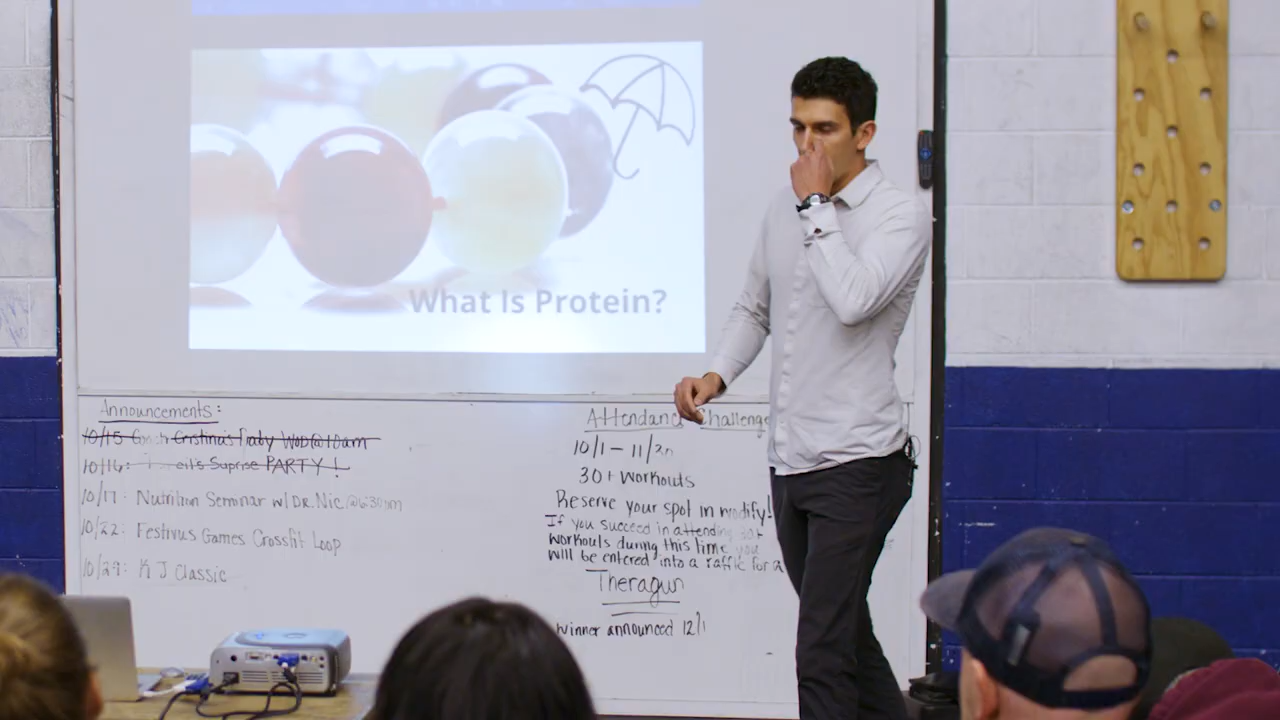 What Is Protein?
Announcements:
10/15 Coach Cristina's Baby WOD@10am
10/16: Suprise PARTY!
10/17: Nutrition Seminar w/ Dr. Nic @6:30pm
10/22: Festivus Games Crossfit Loop
10/29: KJ Classic
Attendanc Challenge
10/1 - 11/30
30+ Workouts
Reserve your spot in modify!
If you succeed in attending 30+
workouts during this time you
will be entered into a raffle for a
Theragun
Winner announced 12/1